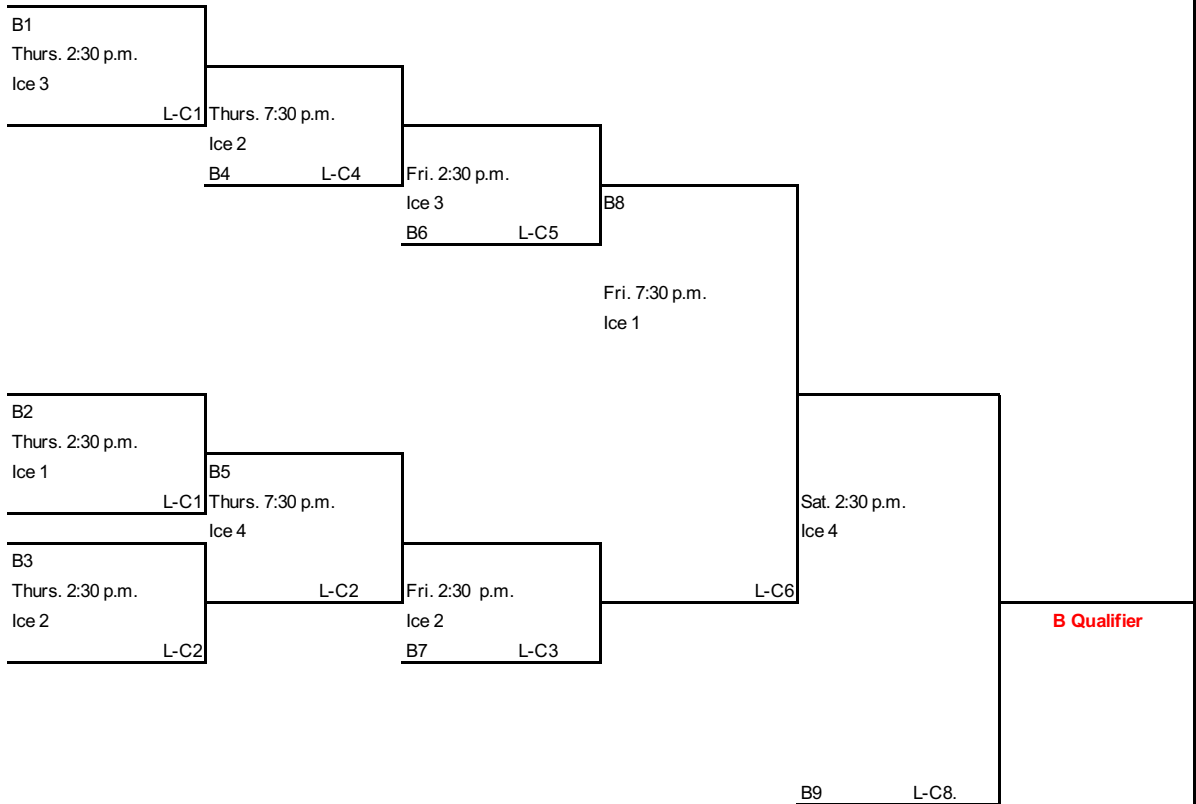 B1
Thurs. 2:30 p.m.
Ice 3
L-C1
Thurs. 7:30 p.m.
Ice 2
B4 L-C4
Fri. 2:30 p.m.
Ice 3
B6 L-C5
B8
Fri. 7:30 p.m.
Ice 1
B2
Thurs. 2:30 p.m.
Ice 1
L-C1
B5
Thurs. 7:30 p.m.
Ice 4
L-C2
B3
Thurs. 2:30 p.m.
Ice 2
L-C2
Fri. 2:30 p.m.
Ice 2
B7 L-C3
L-C6
Sat. 2:30 p.m.
Ice 4
B9 L-C8.
B Qualifier